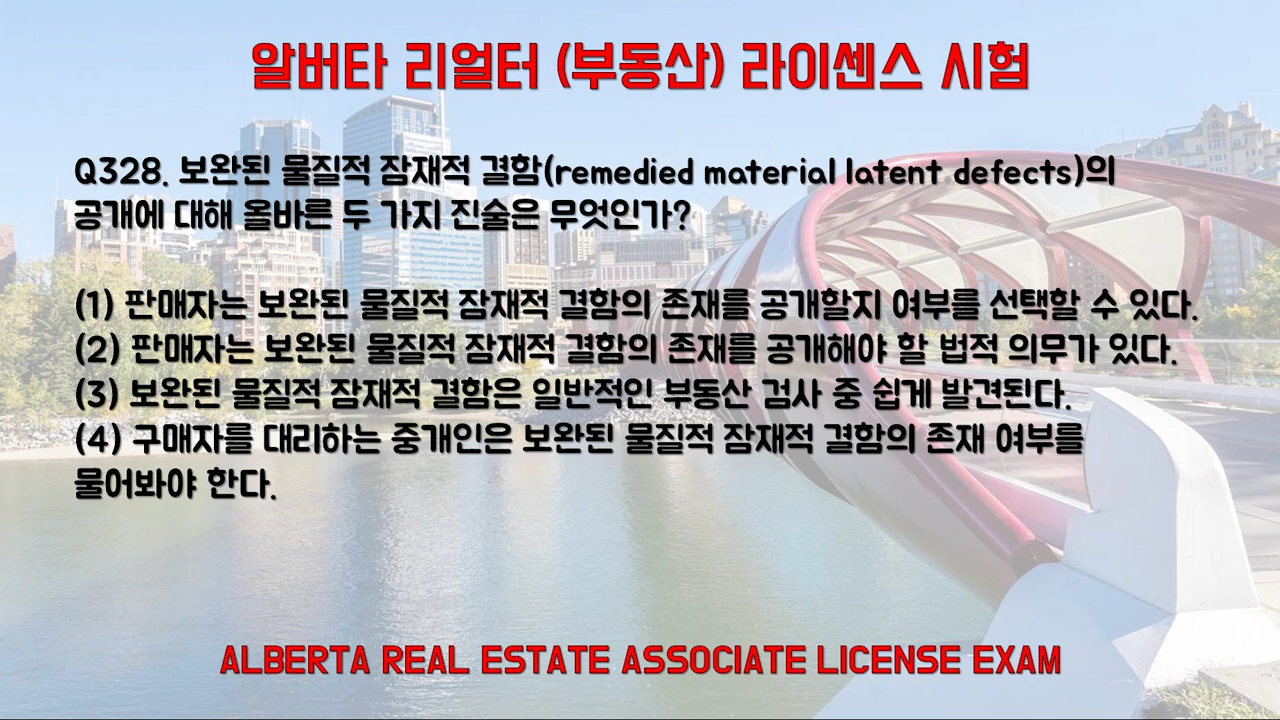 알버타 리얼터 (부동산) 라이센스 시험
Q328. 보완된 물질적 잠재적 결함(remedied material latent defects)의
공개에 대해 올바른 두 가지 진술은 무엇인가?
(1) 판매자는 보완된 물질적 잠재적 결함의 존재를 공개할지 여부를 선택할 수 있다.
(2) 판매자는 보완된 물질적 잠재적 결함의 존재를 공개해야 할 법적 의무가 있다.
(3) 보완된 물질적 잠재적 결함은 일반적인 부동산 검사 중 쉽게 발견된다.
(4) 구매자를 대리하는 중개인은 보완된 물질적 잠재적 결함의 존재 여부를
물어봐야 한다.
ALBERTA REAL ESTATE ASSOCIATE LICENSE EXAM